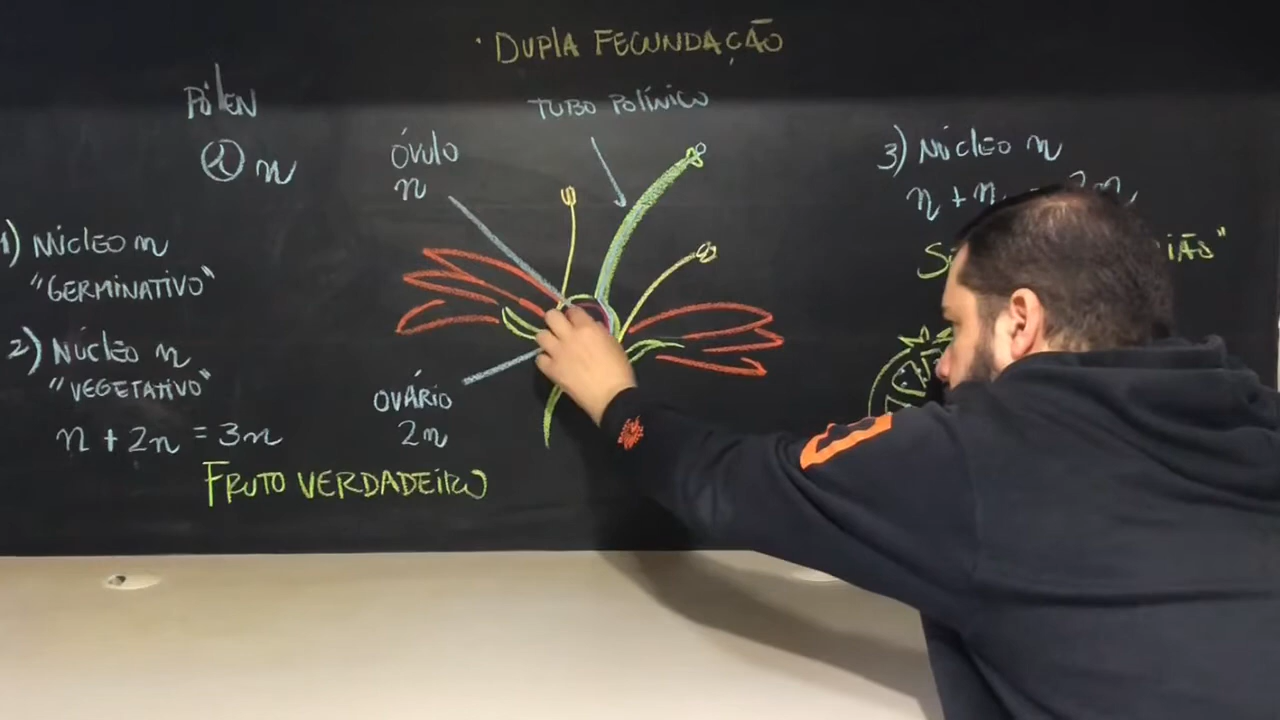 · DUPLA FECUNDAÇÃO
PÓLEN
n
ÓVULO
n
TUBO POLÍNICO
1) NÚCLEO n
"GERMINATIVO"
2) NÚCLEO n
"VEGETATIVO"
n + 2n = 3n
FRUTO VERDADEIRO
OVÁRIO
2n
3) NÚCLEO n
n + n